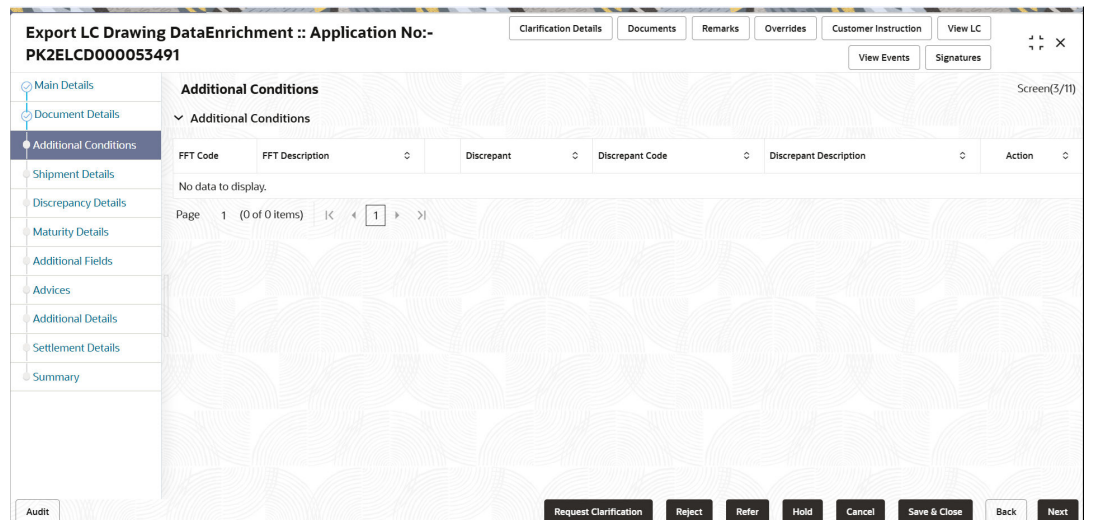 Export LC Drawing DataEnrichment :: Application No:-
PK2ELCD000053491
Clarification Details Documents Remarks Overrides Customer Instruction View LC
View Events Signatures
Main Details
Document Details
Additional Conditions
Shipment Details
Discrepancy Details
Maturity Details
Additional Fields
Advices
Additional Details
Settlement Details
Summary
Additional Conditions
Screen(3/11)
Additional Conditions
FFT Code FFT Description Discrepant Discrepant Code Discrepant Description Action
No data to display.
Page 1 (0 of 0 items) 1
Audit Request Clarification Reject Refer Hold Cancel Save & Close Back Next